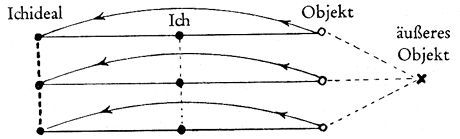 Ichideal
Ich
Objekt
äußeres
Objekt